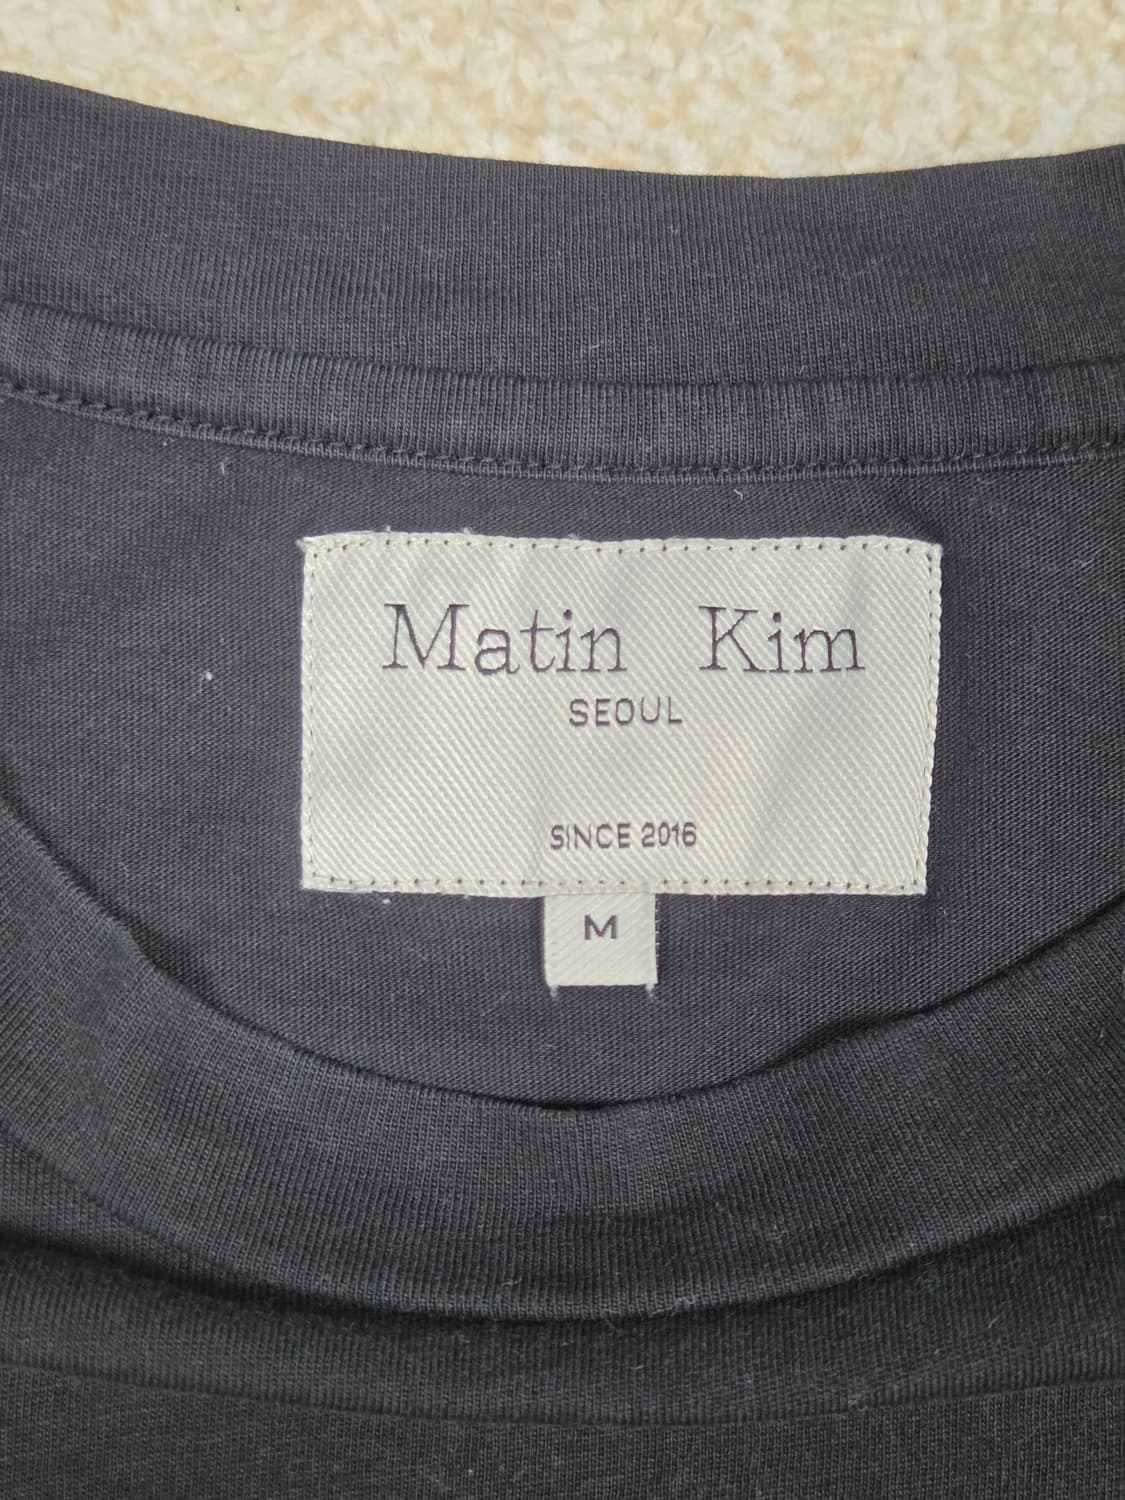 Matin Kim
SEOUL
SINCE 2016
M